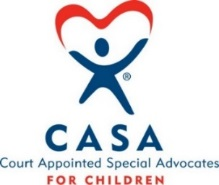 ®
CASA
Court Appointed Special Advocates
FOR CHILDREN